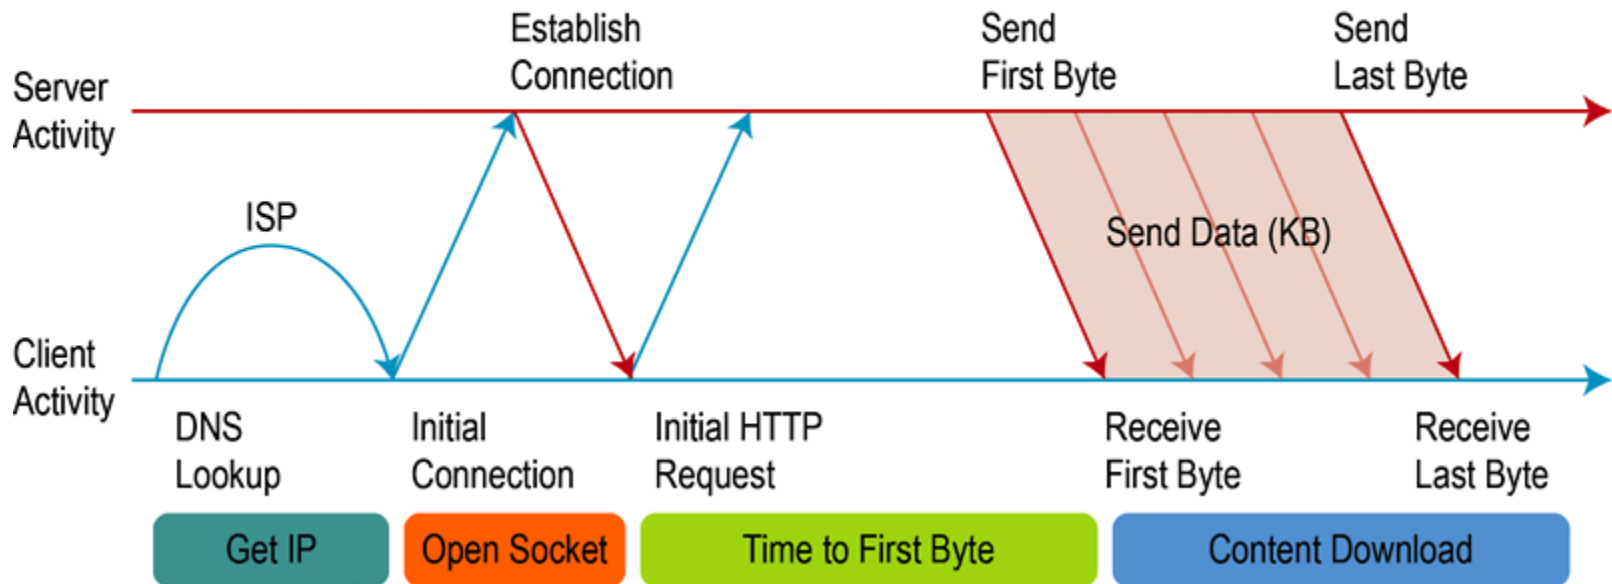 Establish
Connection
Send
First Byte
Send
Last Byte
Server
Activity
ISP
Send Data (KB)
Client
Activity
DNS
Lookup
Initial
Connection
Initial HTTP
Request
Receive
First Byte
Receive
Last Byte
Get IP
Open Socket
Time to First Byte
Content Download